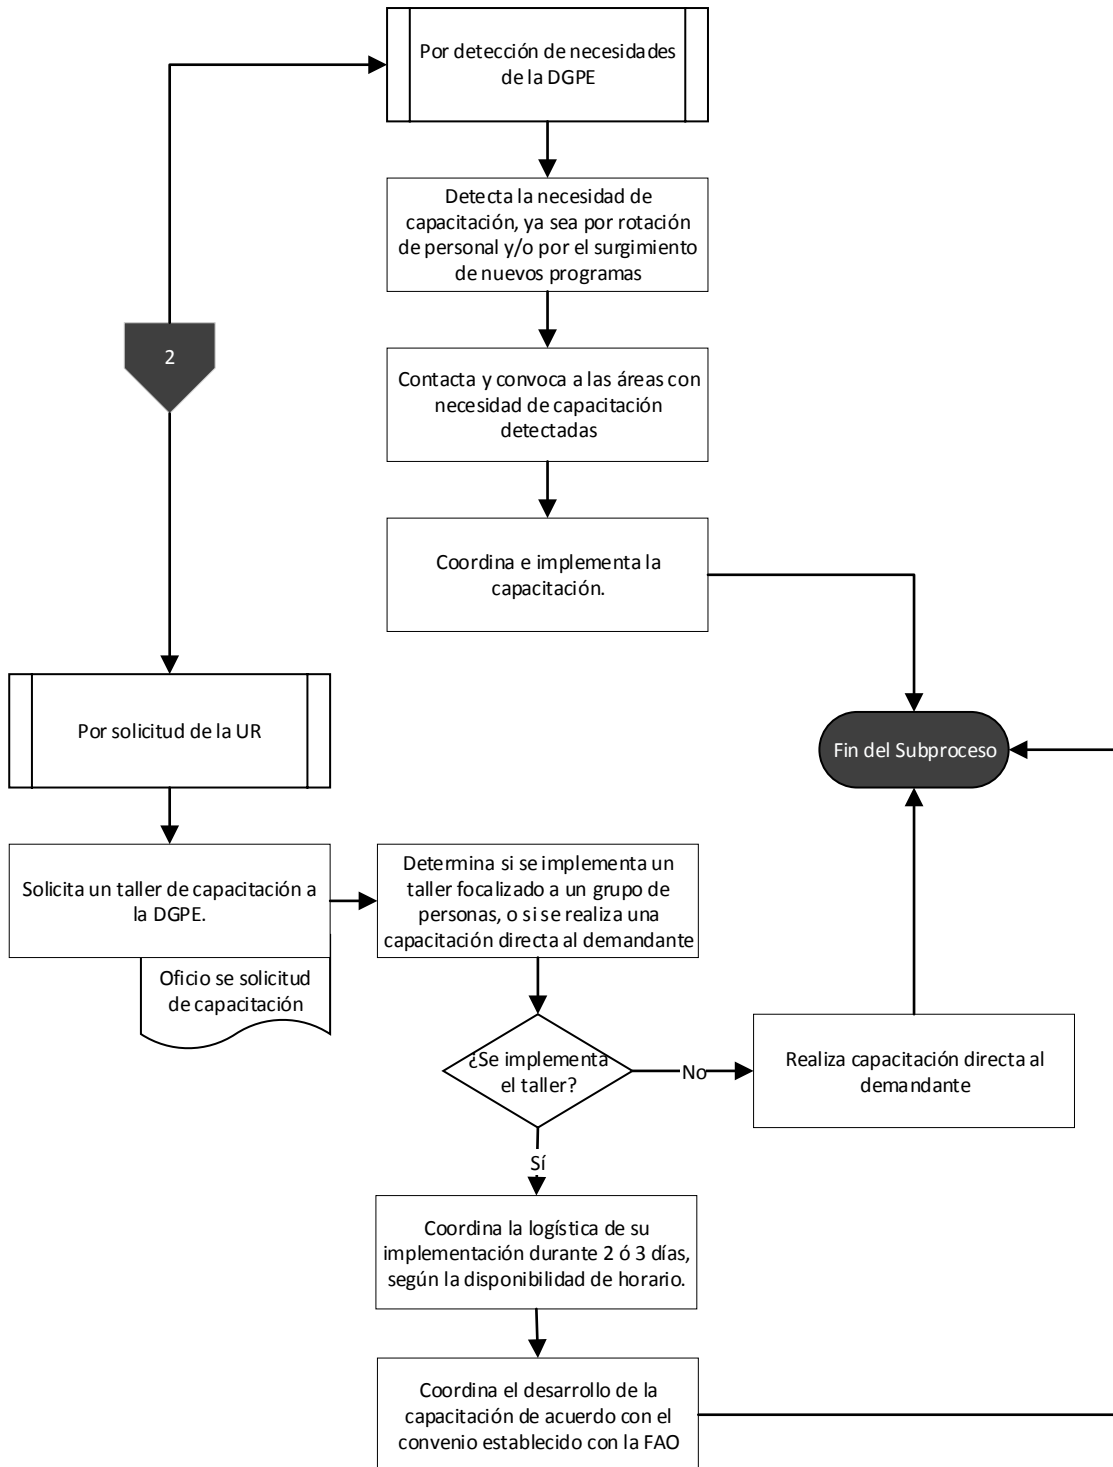 Por detección de necesidades
de la DGPE
Detecta la necesidad de
capacitación, ya sea por rotación
de personal y/o por el surgimiento
de nuevos programas
2
Contacta y convoca a las áreas con
necesidad de capacitación
detectadas
Coordina e implementa la
capacitación.
Por solicitud de la UR
Fin del Subproceso
Solicita un taller de capacitación a
la DGPE.
Oficio se solicitud
de capacitación
Determina si se implementa un
taller focalizado a un grupo de
personas, o si se realiza una
capacitación directa al demandante
¿Se implementa
el taller?
No
Realiza capacitación directa al
demandante
Sí
Coordina la logística de su
implementación durante 2 ó 3 días,
según la disponibilidad de horario.
Coordina el desarrollo de la
capacitación de acuerdo con el
convenio establecido con la FAO